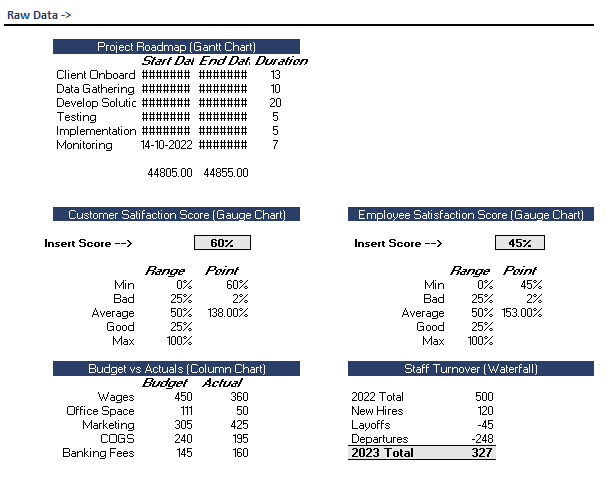 Raw Data ->
Project Roadmap (Gantt Chart)
Start Dat End Dat Duration
Client Onboard ######## ####### 13
Data Gathering ######## ####### 10
Develop Solutic ######## ####### 20
Testing ######## ####### 5
Implementation ######## ####### 5
Monitoring 14-10-2022 ####### 7
44805.00 44855.00
Customer Satifaction Score (Gauge Chart)
Insert Score --> 60%
Range Point
Min 0% 60%
Bad 25% 2%
Average 50% 138.00%
Good 25%
Max 100%
Employee Satisfaction Score (Gauge Chart)
Insert Score --> 45%
Range Point
Min 0% 45%
Bad 25% 2%
Average 50% 153.00%
Good 25%
Max 100%
Budget vs Actuals (Column Chart)
Budget Actual
Wages 450 360
Office Space 111 50
Marketing 305 425
COGS 240 195
Banking Fees 145 160
Staff Turnover (Waterfall)
2022 Total 500
New Hires 120
Layoffs -45
Departures -248
2023 Total 327